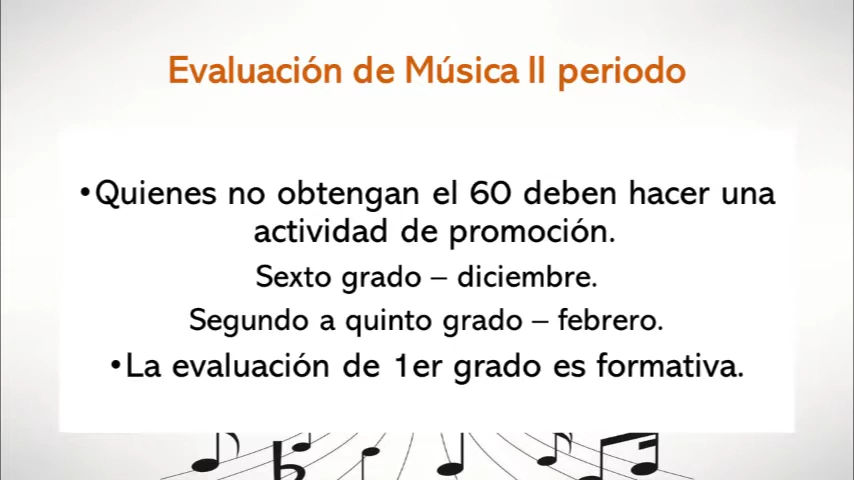 Evaluación de Música II periodo
•Quienes no obtengan el 60 deben hacer una
actividad de promoción.
Sexto grado – diciembre.
Segundo a quinto grado – febrero.
•La evaluación de 1er grado es formativa.